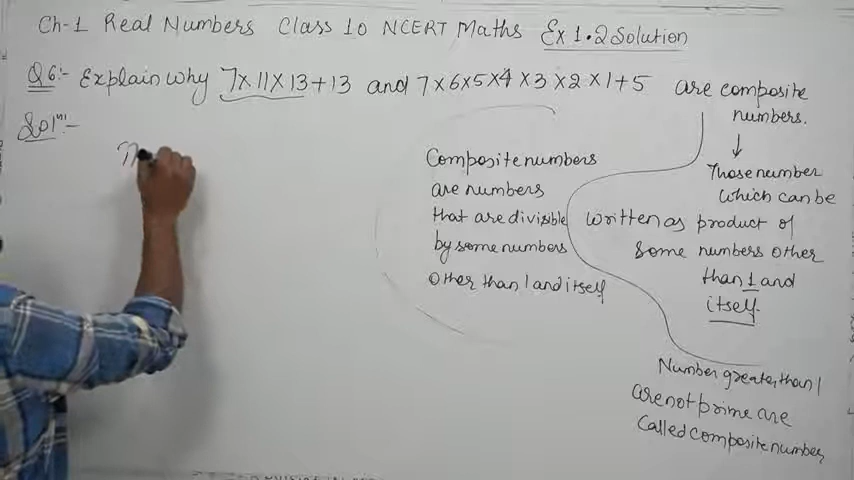 Ch-1 Real Numbers Class 10 NCERT Maths Ex 1.2 Solution
Q6:- Explain why 7×11×13+13 and 7×6×5×4×3×2×1+5 are composite
numbers.
Solⁿ:-
Composite numbers
are numbers
that are divisible
by some numbers
other than 1 and itself
↓
Those number
which can be
written as product of
some numbers other
than 1 and
itself.
Number greater than 1
are not prime are
called composite number